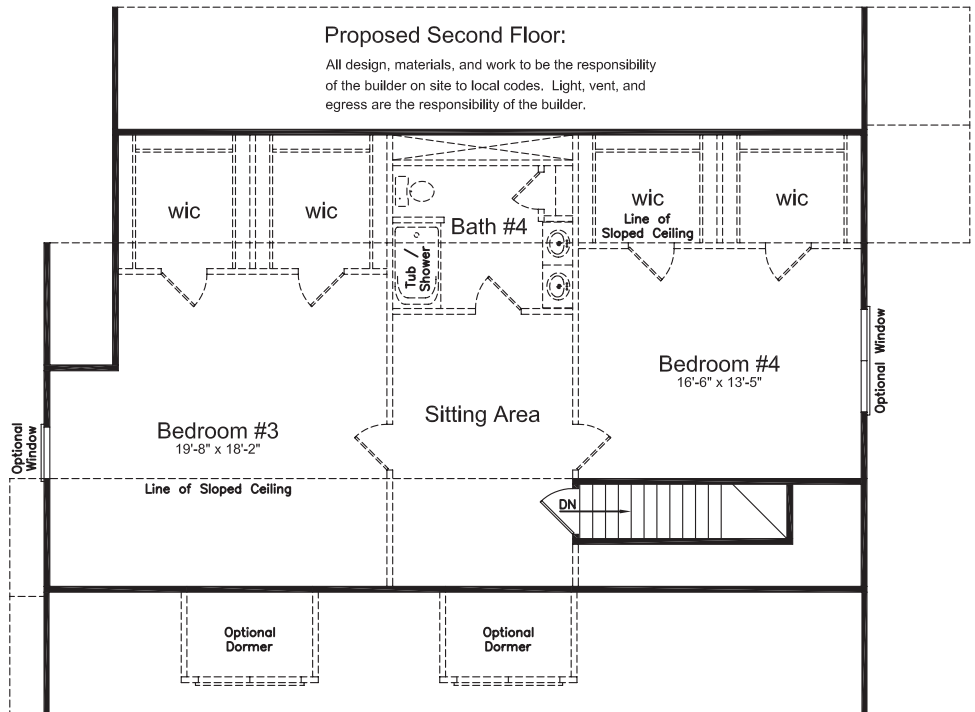 Proposed Second Floor:
All design, materials, and work to be the responsibility
of the builder on site to local codes. Light, vent, and
egress are the responsibility of the builder.
WIC
WIC
WIC
WIC
Line of
Sloped Ceiling
Bath #4
Tub /
Shower
Bedroom #4
16'-6" x 13'-5"
Optional Window
Sitting Area
Bedroom #3
19'-8" x 18'-2"
Optional
Window
Line of Sloped Ceiling
DN
Optional
Dormer
Optional
Dormer